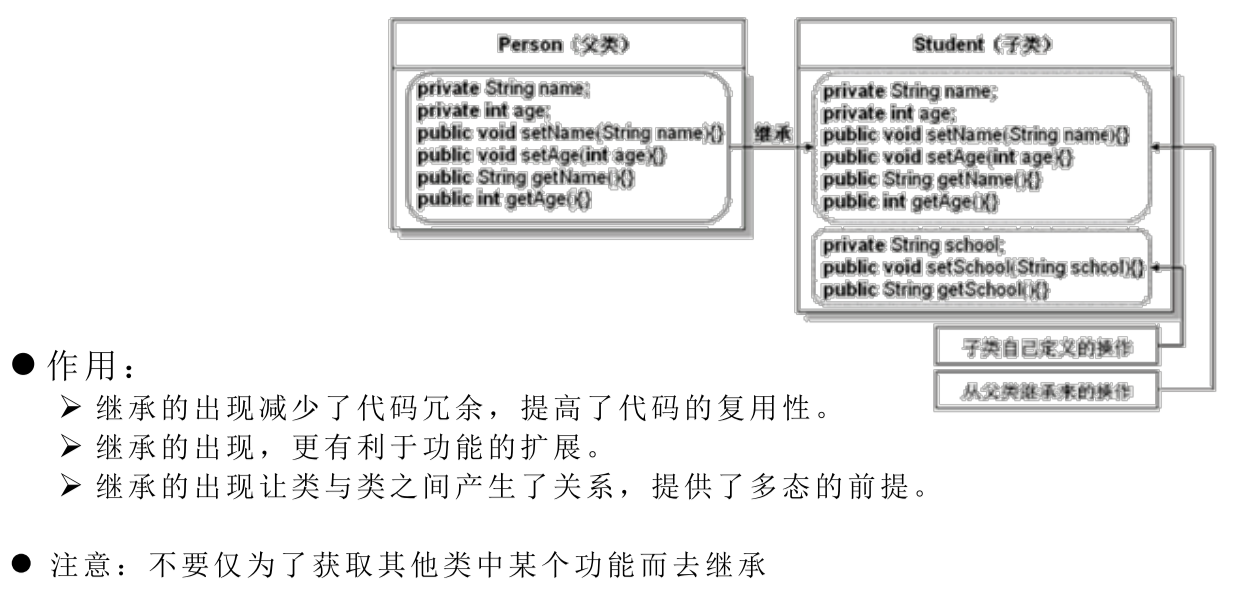 Person（父类）
private String name;
private int age;
public void setName(String name){}
public void setAge(int age){}
public String getName(){}
public int getAge(){}
继承
Student（子类）
private String name;
private int age;
public void setName(String name){}
public void setAge(int age){}
public String getName(){}
public int getAge(){}
private String school;
public void setSchool(String school){}
public String getSchool(){}
子类自己定义的操作
从父类继承来的操作
● 作用：
➢ 继承的出现减少了代码冗余，提高了代码的复用性。
➢ 继承的出现，更有利于功能的扩展。
➢ 继承的出现让类与类之间产生了关系，提供了多态的前提。
● 注意：不要仅为了获取其他类中某个功能而去继承